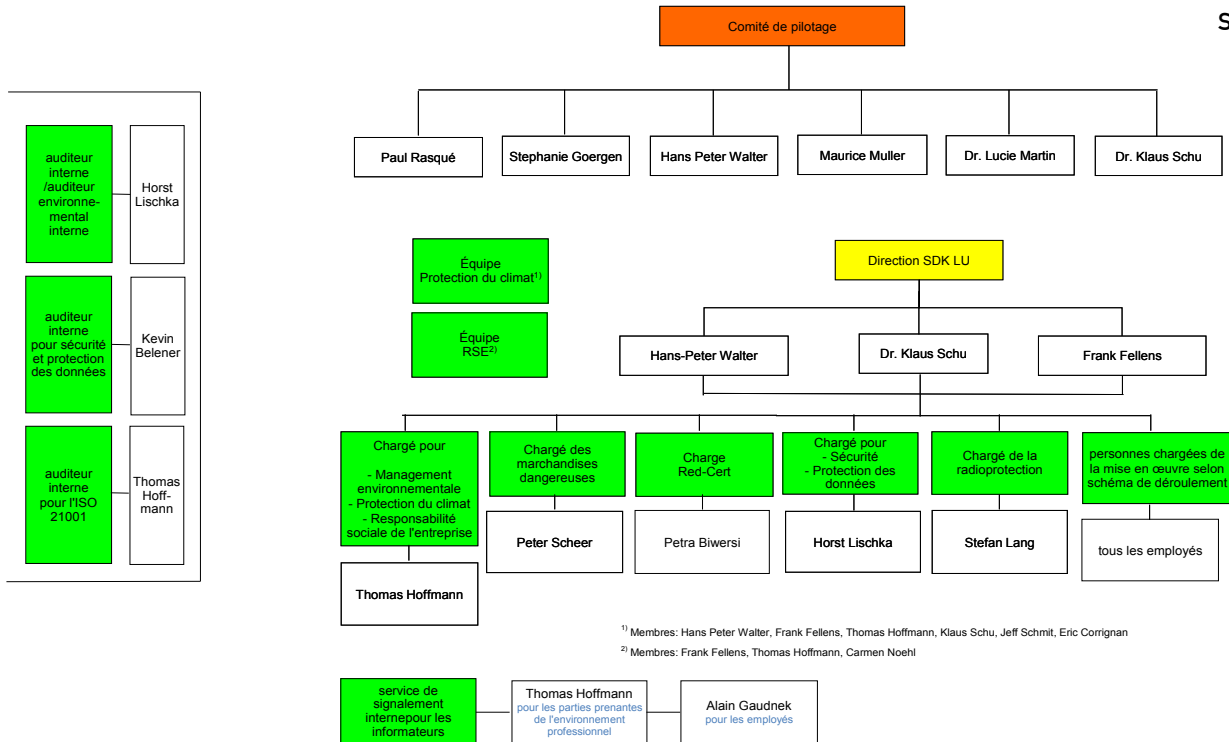 S
Comité de pilotage
Paul Rasqué
Stephanie Goergen
Hans Peter Walter
Maurice Muller
Dr. Lucie Martin
Dr. Klaus Schu
auditeur
interne
/auditeur
environne-
mental
interne
Horst
Lischka
auditeur
interne
pour sécurité
et protection
des données
Kevin
Belener
auditeur
interne
pour l'ISO
21001
Thomas
Hoff-
mann
Équipe
Protection du climat1)
Équipe
RSE2)
Direction SDK LU
Hans-Peter Walter
Dr. Klaus Schu
Frank Fellens
Chargé pour
- Management
environnementale
- Protection du climat
- Responsabilité
sociale de l'entreprise
Thomas Hoffmann
Chargé des
marchandises
dangereuses
Peter Scheer
Charge
Red-Cert
Petra Biwersi
Chargé pour
- Sécurité
- Protection des
données
Horst Lischka
Chargé de la
radioprotection
Stefan Lang
personnes chargées de
la mise en œuvre selon
schéma de déroulement
tous les employés
1) Membres: Hans Peter Walter, Frank Fellens, Thomas Hoffmann, Klaus Schu, Jeff Schmit, Eric Corrignan
2) Membres: Frank Fellens, Thomas Hoffmann, Carmen Noehl
service de
signalement
internepour les
informateurs
Thomas Hoffmann
pour les parties prenantes
de l'environnement
professionnel
Alain Gaudnek
pour les employés